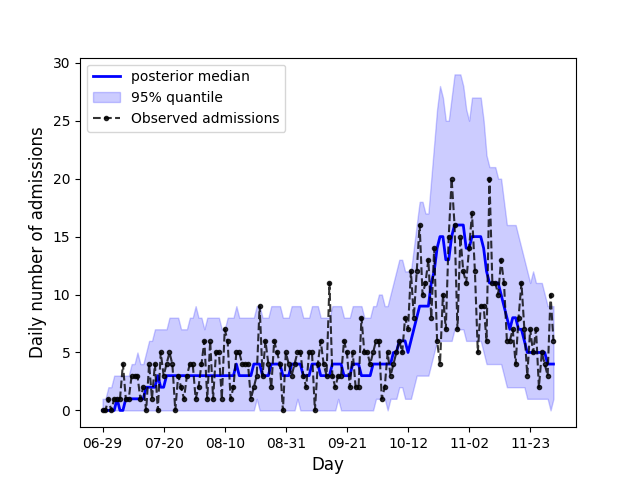 30
25
20
15
10
5
0
Daily number of admissions
posterior median
95% quantile
Observed admissions
06-29 07-20 08-10 08-31 09-21 10-12 11-02 11-23
Day